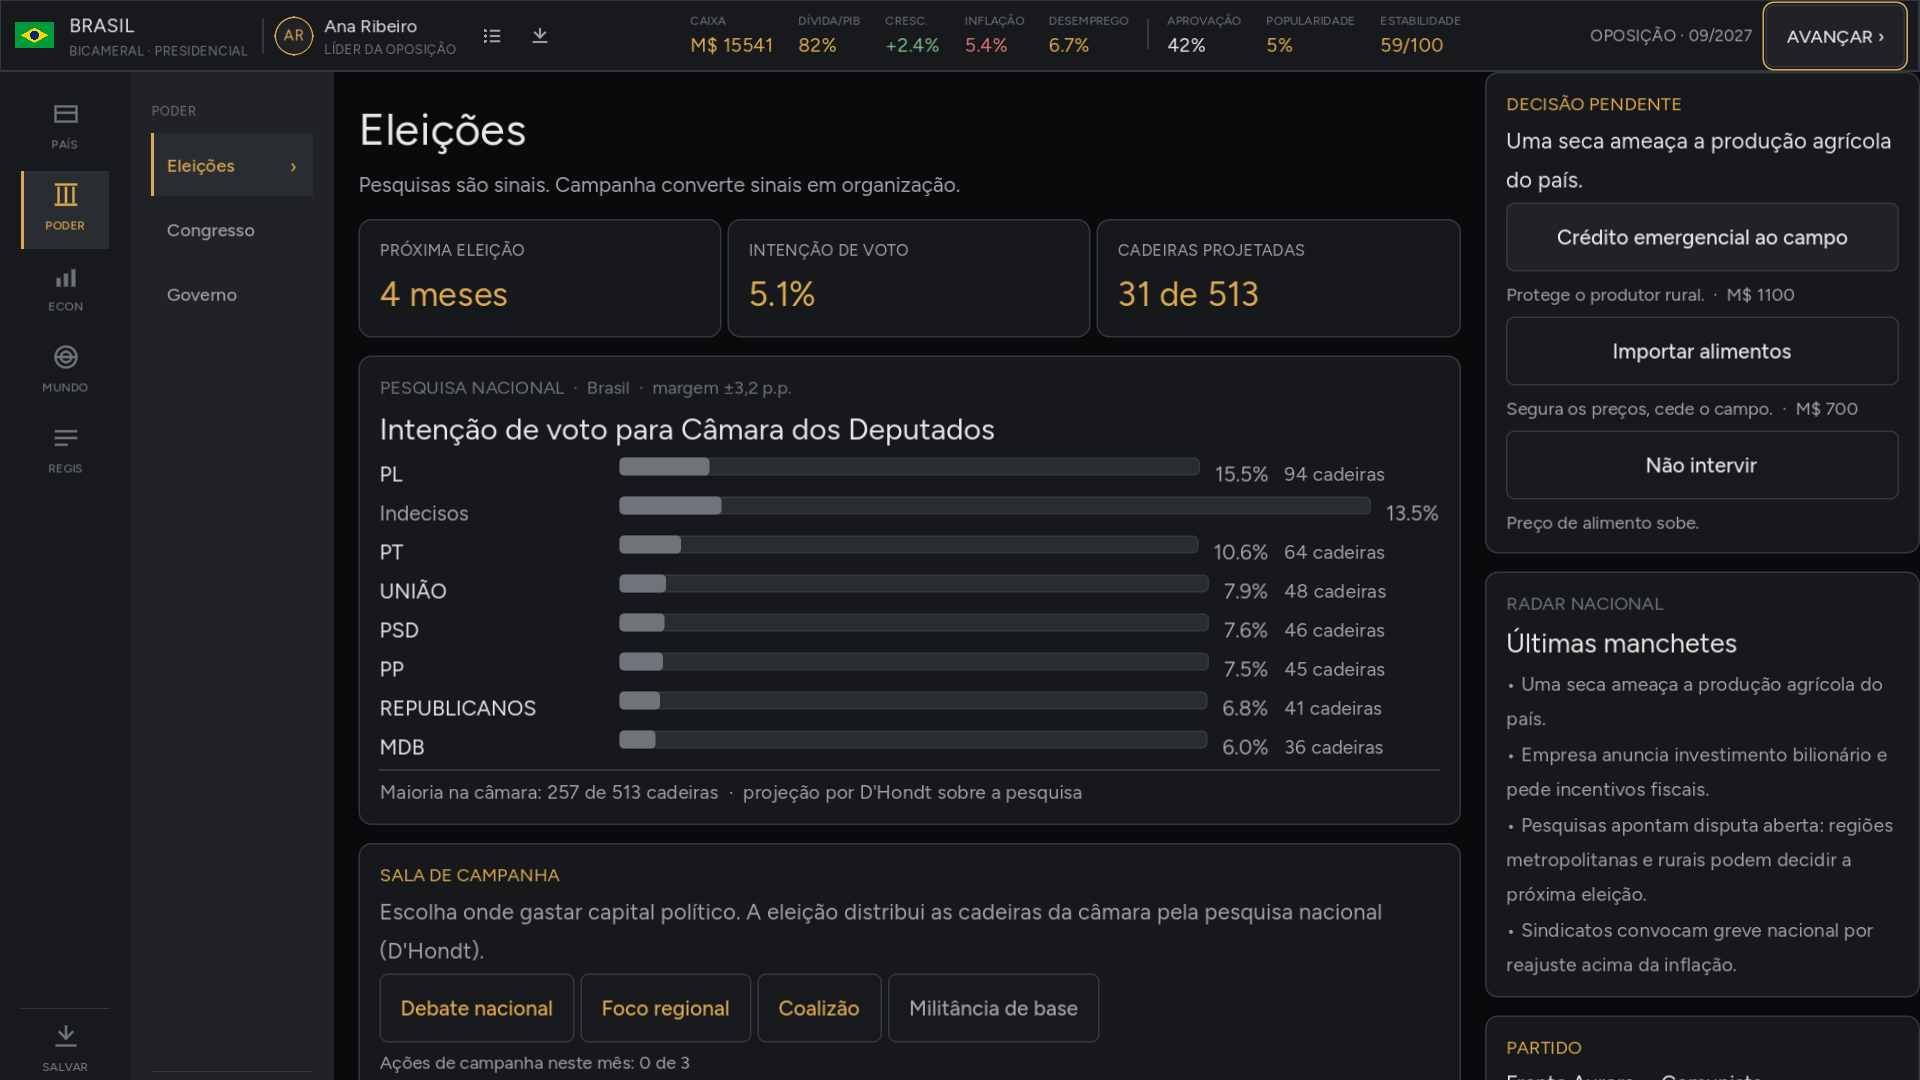 BRASIL
BICAMERAL · PRESIDENCIAL
AR
Ana Ribeiro
LÍDER DA OPOSIÇÃO
CAIXA
M$ 15541
DÍVIDA/PIB
82%
CRESC.
+2.4%
INFLAÇÃO
5.4%
DESEMPREGO
6.7%
APROVAÇÃO
42%
POPULARIDADE
5%
ESTABILIDADE
59/100
OPOSIÇÃO · 09/2027
AVANÇAR ›
PAÍS
PODER
ECON
MUNDO
REGIS
SALVAR
PODER
Eleições ›
Congresso
Governo
Eleições
Pesquisas são sinais. Campanha converte sinais em organização.
PRÓXIMA ELEIÇÃO
4 meses
INTENÇÃO DE VOTO
5.1%
CADEIRAS PROJETADAS
31 de 513
PESQUISA NACIONAL · Brasil · margem ±3,2 p.p.
Intenção de voto para Câmara dos Deputados
PL 15.5% 94 cadeiras
Indecisos 13.5%
PT 10.6% 64 cadeiras
UNIÃO 7.9% 48 cadeiras
PSD 7.6% 46 cadeiras
PP 7.5% 45 cadeiras
REPUBLICANOS 6.8% 41 cadeiras
MDB 6.0% 36 cadeiras
Maioria na câmara: 257 de 513 cadeiras · projeção por D'Hondt sobre a pesquisa
SALA DE CAMPANHA
Escolha onde gastar capital político. A eleição distribui as cadeiras da câmara pela pesquisa nacional
(D'Hondt).
Debate nacional
Foco regional
Coalizão
Militância de base
Ações de campanha neste mês: 0 de 3
DECISÃO PENDENTE
Uma seca ameaça a produção agrícola
do país.
Crédito emergencial ao campo
Protege o produtor rural. · M$ 1100
Importar alimentos
Segura os preços, cede o campo. · M$ 700
Não intervir
Preço de alimento sobe.
RADAR NACIONAL
Últimas manchetes
• Uma seca ameaça a produção agrícola do
país.
• Empresa anuncia investimento bilionário e
pede incentivos fiscais.
• Pesquisas apontam disputa aberta: regiões
metropolitanas e rurais podem decidir a
próxima eleição.
• Sindicatos convocam greve nacional por
reajuste acima da inflação.
PARTIDO